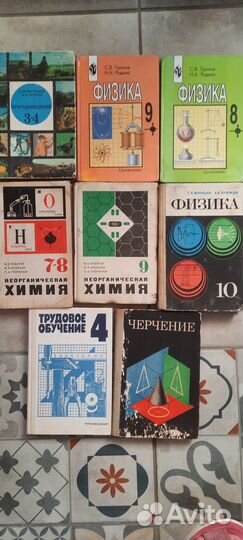 ПРИРОДОВЕДЕНИЕ
3-4
С.В. Громов
Н.А. Родина
ФИЗИКА
9
Просвещение
С.В. Громов
Н.А. Родина
ФИЗИКА
8
Просвещение
О
Н
7-8
НЕОРГАНИЧЕСКАЯ
ХИМИЯ
9
НЕОРГАНИЧЕСКАЯ
ХИМИЯ
ФИЗИКА
10
ТРУДОВОЕ
ОБУЧЕНИЕ 4
ЧЕРЧЕНИЕ
Avito